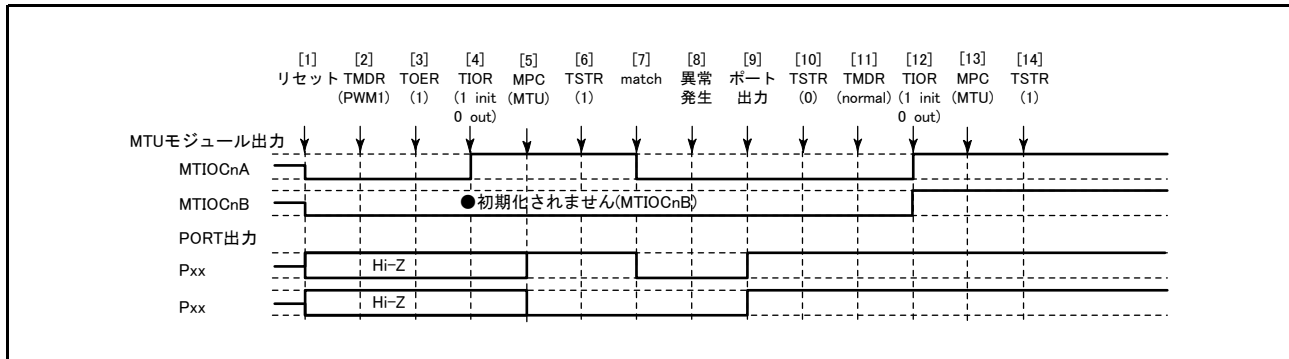 [1] [2] [3] [4] [5] [6] [7] [8] [9] [10] [11] [12] [13] [14]
リセット TMDR TOER TIOR MPC TSTR match 異常 ポート TSTR TMDR TIOR MPC TSTR
(PWM1) (1) (1 init (MTU) (1) 発生 出力 (0) (normal) (1 init (MTU) (1)
0 out) 0 out)
MTUモジュール出力
MTIOCnA
MTIOCnB ●初期化されません(MTIOCnB)
PORT出力
Pxx Hi-Z
Pxx Hi-Z